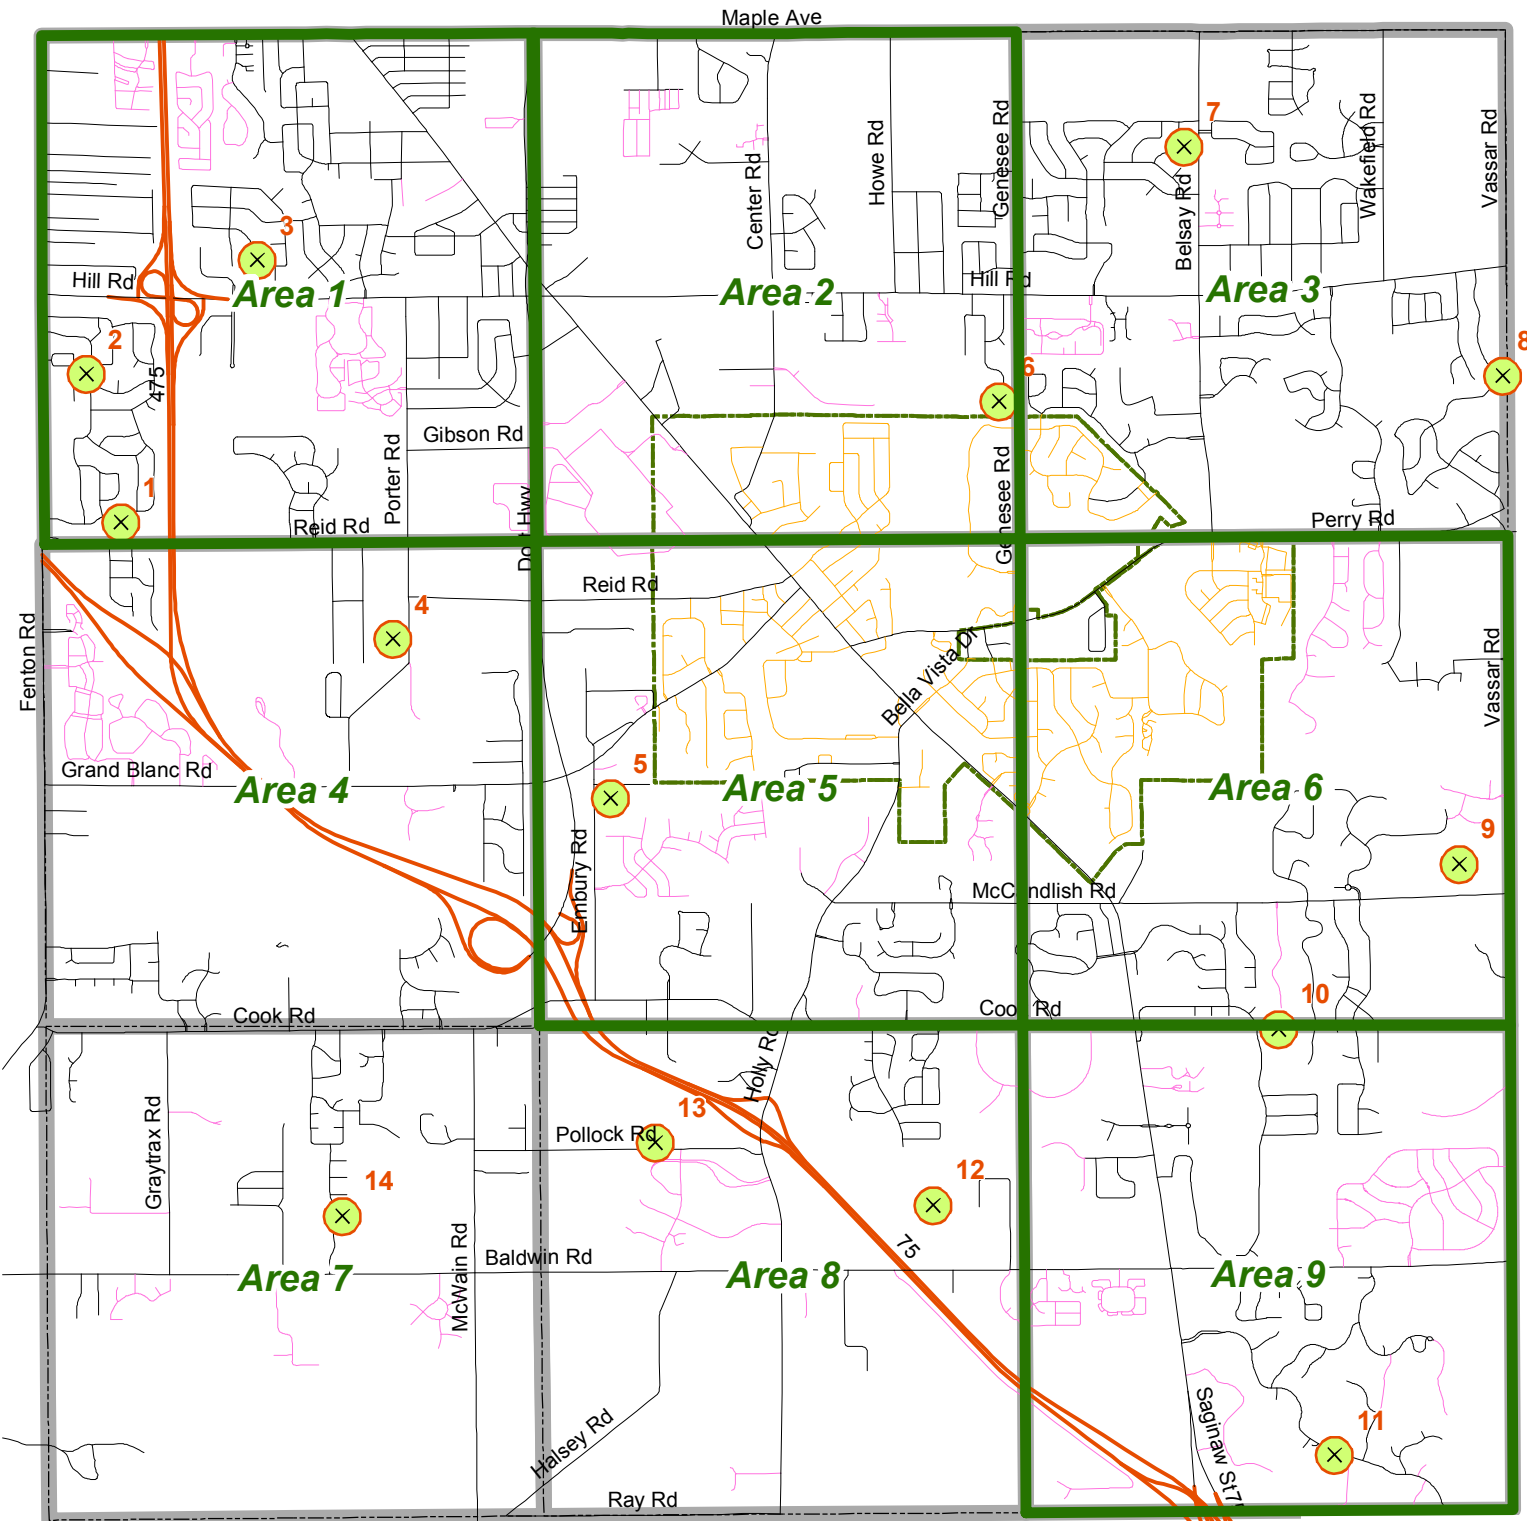 Maple Ave
Genesee Rd
Howe Rd
Wakefield Rd
Vassar Rd
7
Center Rd
Belsay Rd
3
Hill Rd
Hill Rd
Area 1
Area 2
Area 3
2
8
475
6
Gibson Rd
Porter Rd
1
Genesee Rd
Reid Rd
Perry Rd
Reid Rd
4
Fenton Rd
Bella Vista Dr
Vassar Rd
Grand Blanc Rd
5
Area 4
Area 5
Area 6
9
Embury Rd
10
Cook Rd
Holly Rd
13
Graytrax Rd
Pollock Rd
14
12
75
McWain Rd
Baldwin Rd
Area 7
Area 8
Area 9
11
Halsey Rd
Saginaw St
Ray Rd